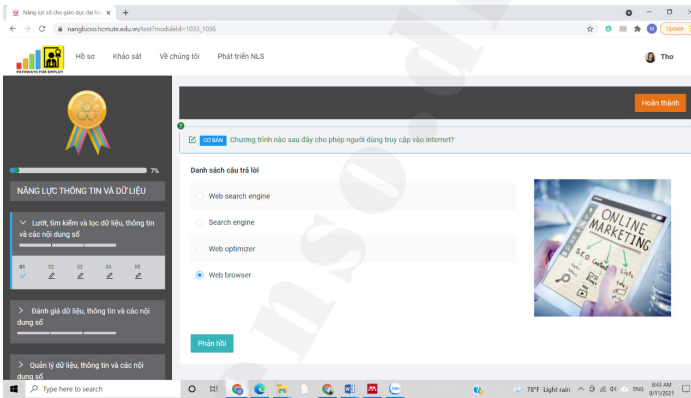 Năng lực số cho giáo dục đại họ
nanglucso.hcmute.edu.vn/test?moduleId=1033_1036
M
Update
PATHWAYS FOR EMPLOY
Hồ sơ
Khảo sát
Về chúng tôi
Phát triển NLS
Thơ
Hoàn thành
7%
NĂNG LỰC THÔNG TIN VÀ DỮ LIỆU
Lướt, tìm kiếm và lọc dữ liệu, thông tin
và các nội dung số
01 02 03 04 05
Đánh giá dữ liệu, thông tin và các nội
dung số
Quản lý dữ liệu, thông tin và các nội
dung số
CƠ BẢN Chương trình nào sau đây cho phép người dùng truy cập vào Internet?
Danh sách câu trả lời
Web search engine
Search engine
Web optimizer
Web browser
Phản hồi
ONLINE
MARKETING
SEO
Content
Lists
Type here to search
78°F Light rain
ENG
8:45 AM
8/11/2021
enso.d